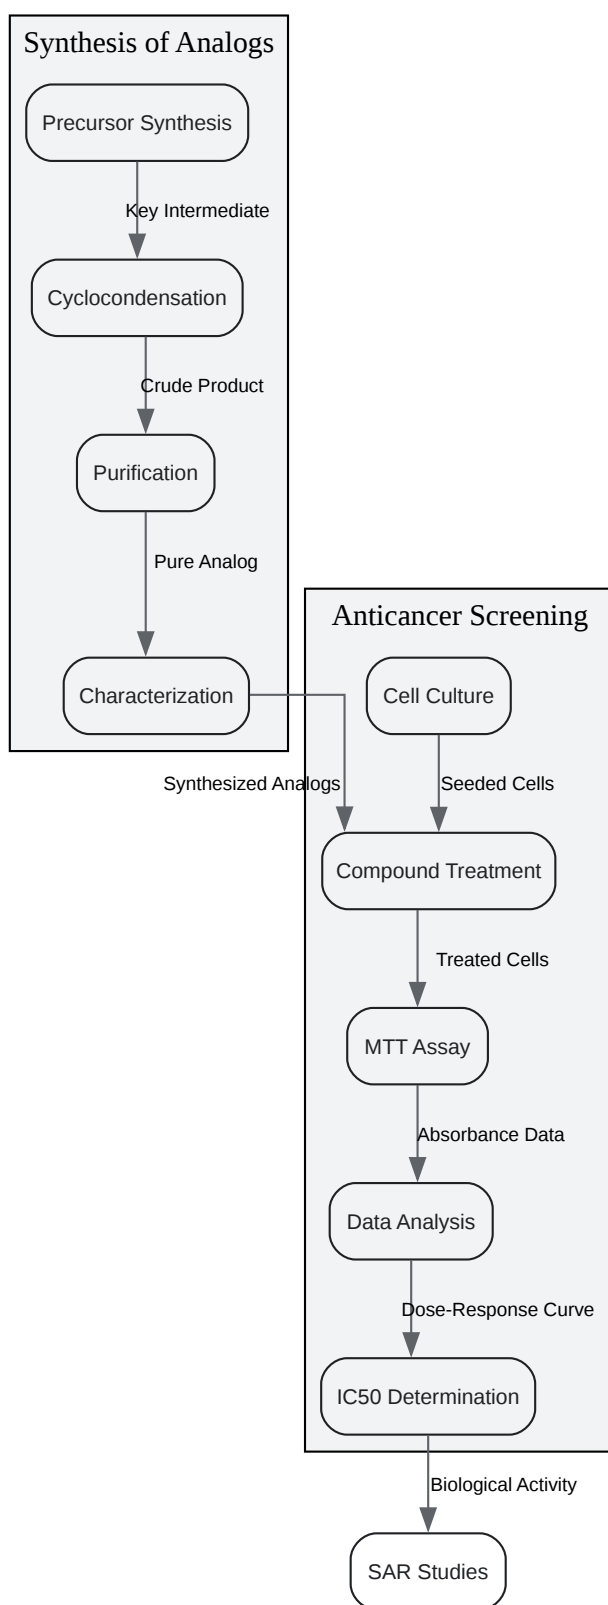 Synthesis of Analogs
Precursor Synthesis
Key Intermediate
Cyclocondensation
Crude Product
Purification
Pure Analog
Characterization
Synthesized Analogs
Anticancer Screening
Cell Culture
Seeded Cells
Compound Treatment
Treated Cells
MTT Assay
Absorbance Data
Data Analysis
Dose-Response Curve
IC50 Determination
Biological Activity
SAR Studies